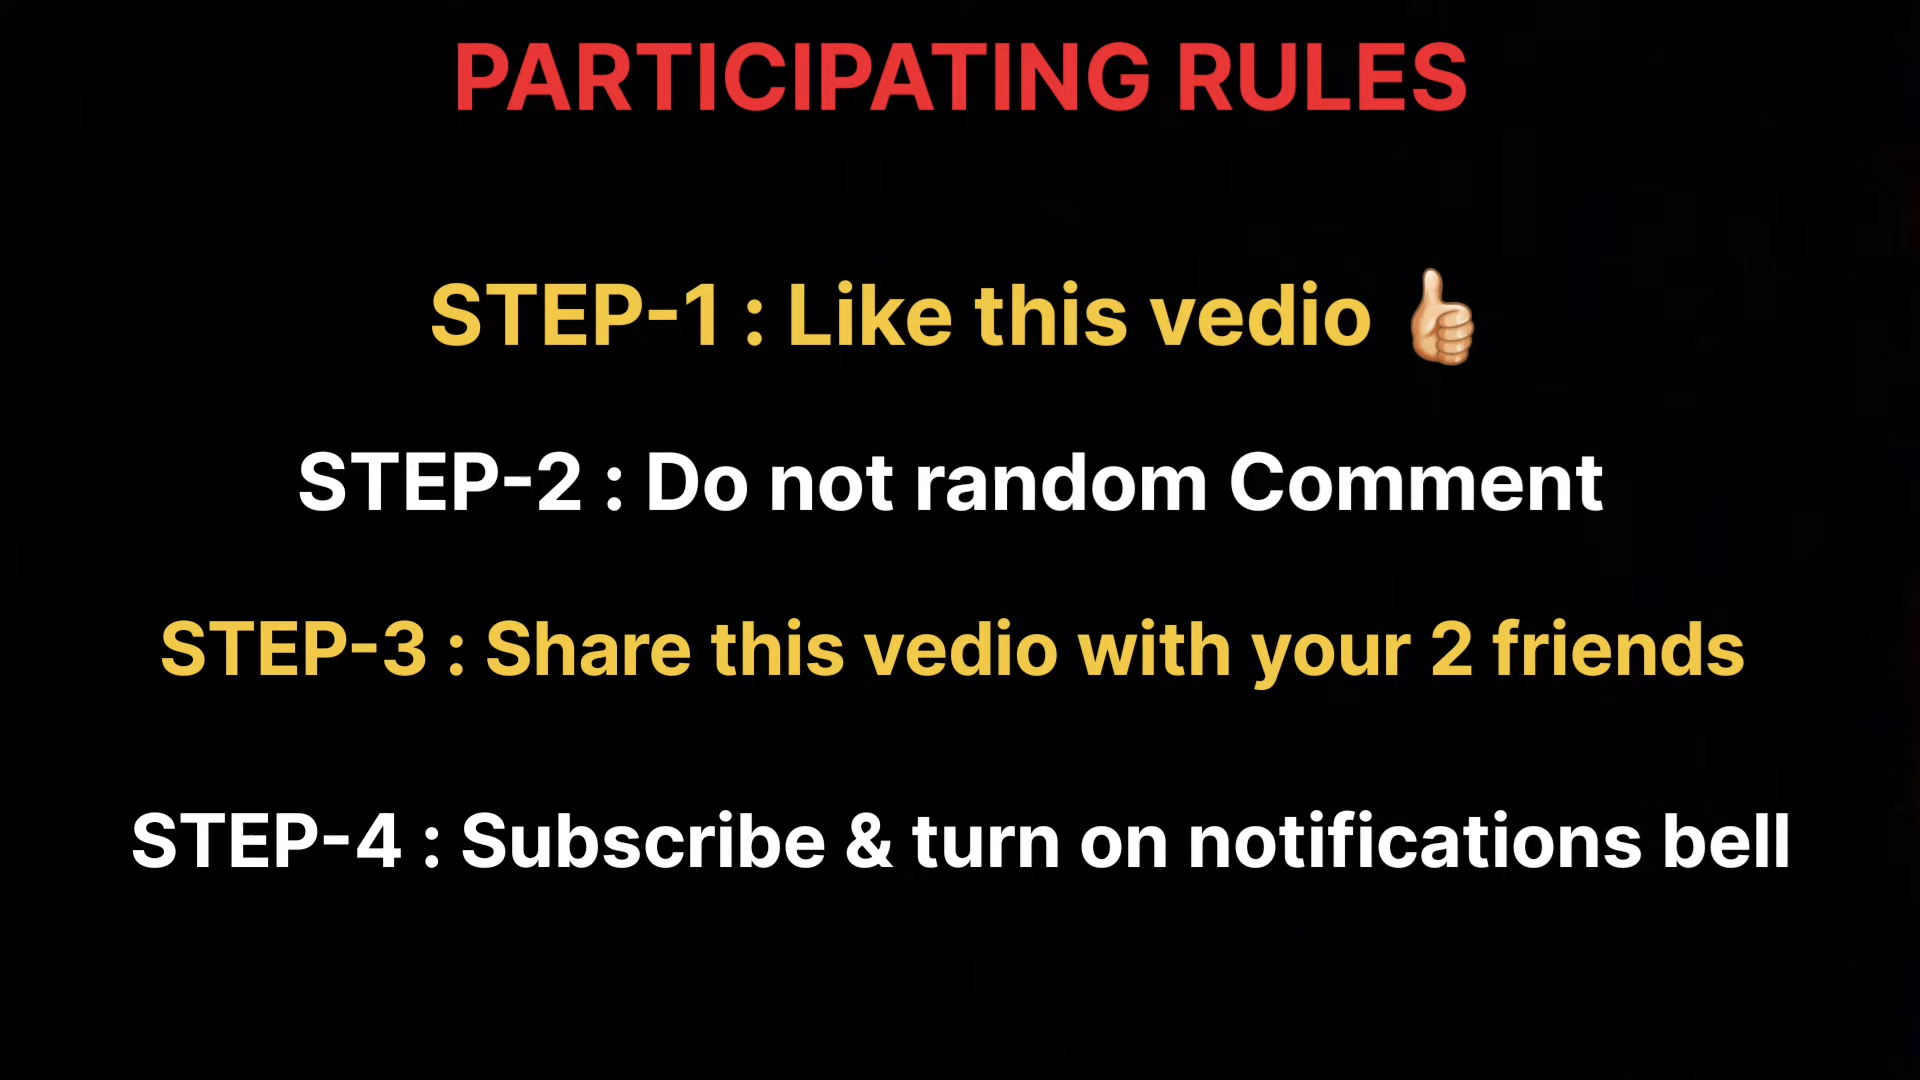 PARTICIPATING RULES
STEP-1 : Like this vedio 👍🏻
STEP-2 : Do not random Comment
STEP-3 : Share this vedio with your 2 friends
STEP-4 : Subscribe & turn on notifications bell